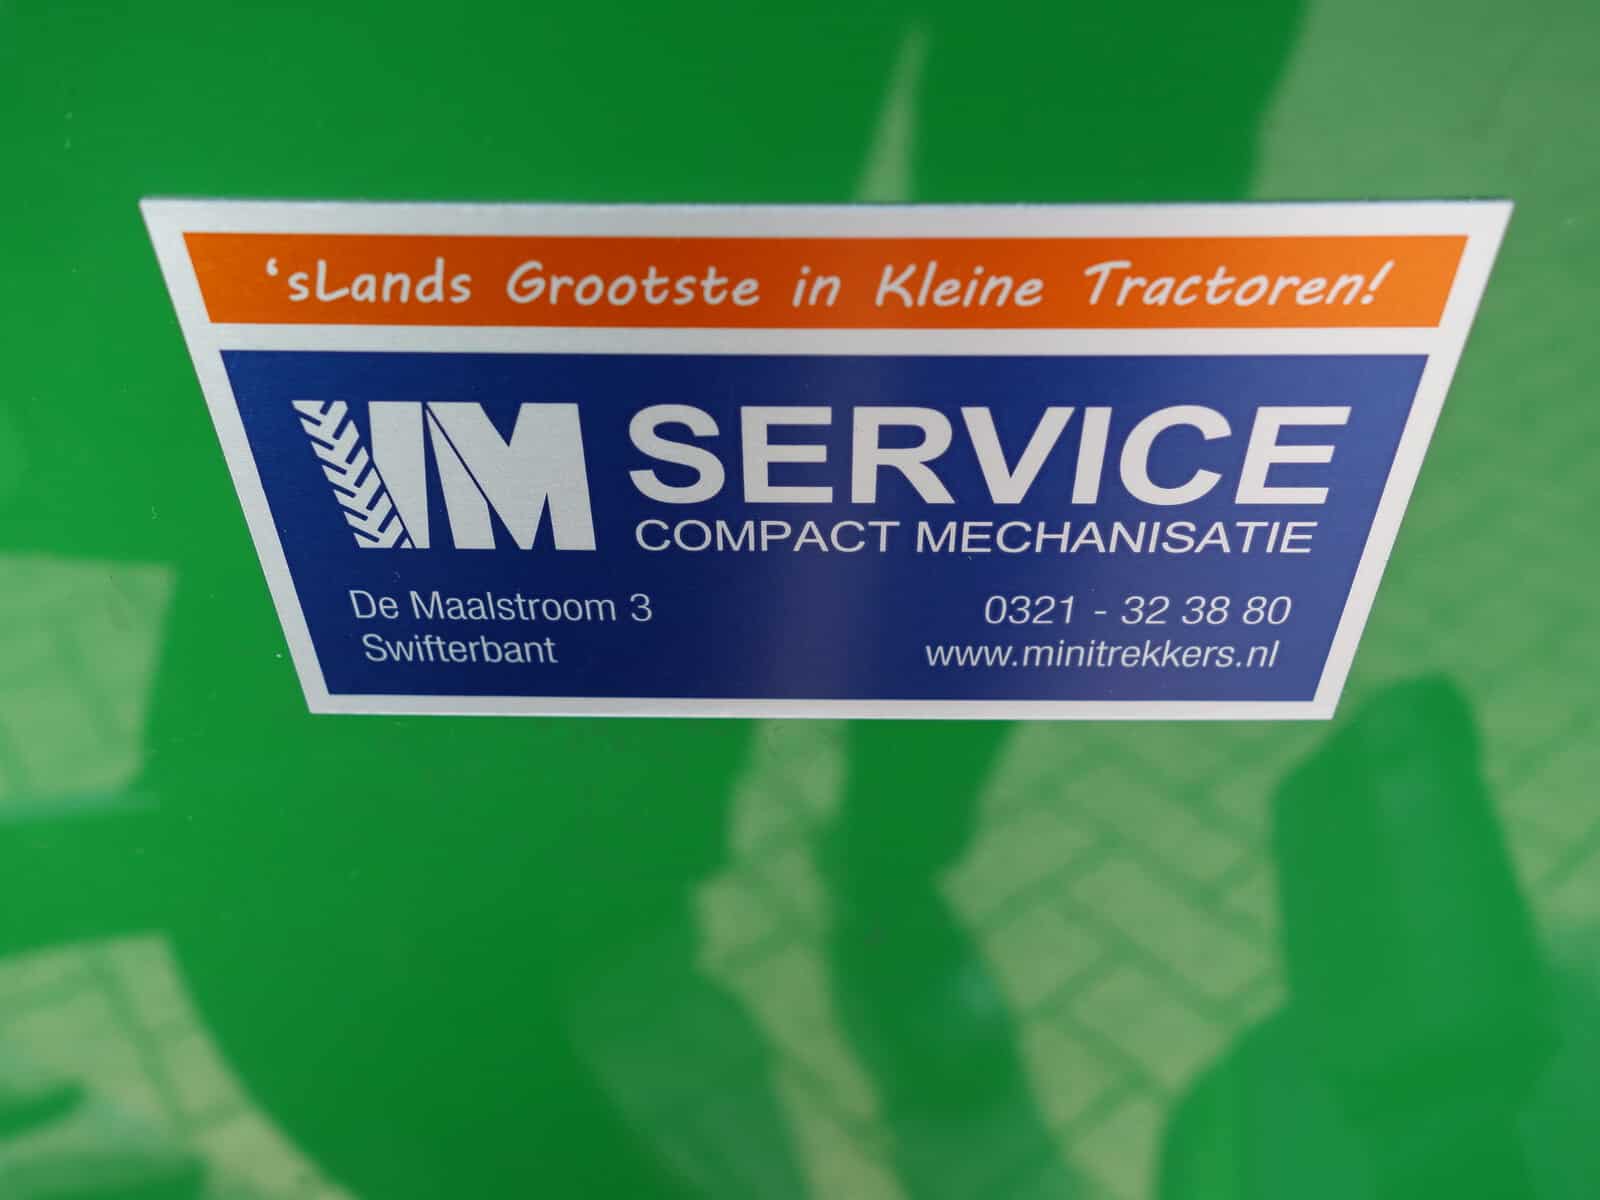 ‘sLands Grootste in Kleine Tractoren!
IM SERVICE
COMPACT MECHANISATIE
De Maalstroom 3
Swifterbant
0321 - 32 38 80
www.minitrekkers.nl